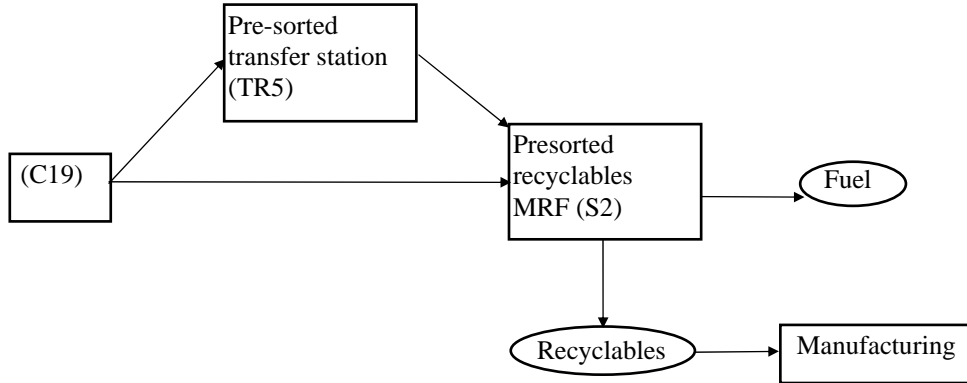 Pre-sorted
transfer station
(TR5)
(C19)
Presorted
recyclables
MRF (S2)
Fuel
Recyclables
Manufacturing